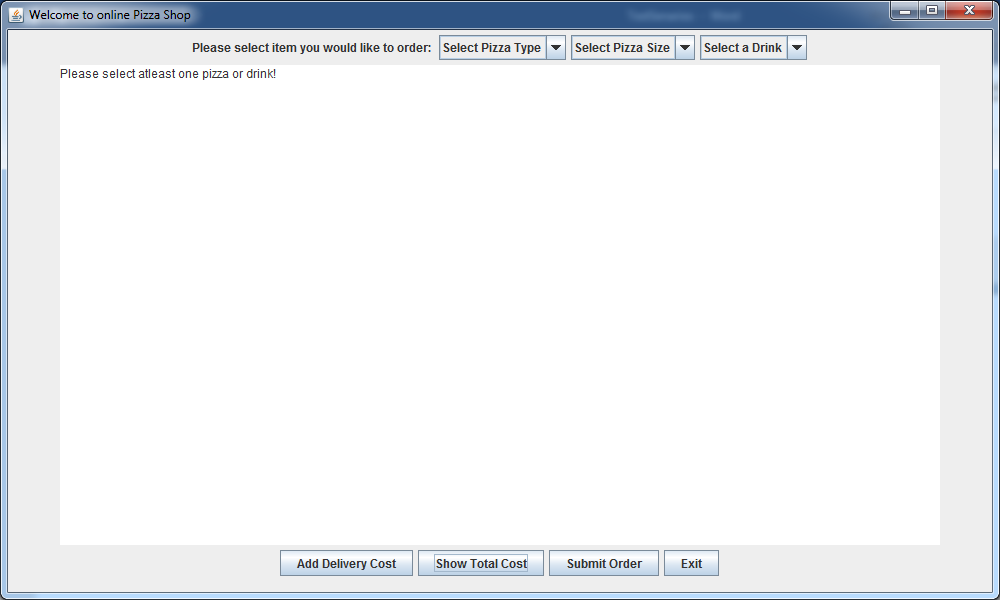 Welcome to online Pizza Shop
Please select item you would like to order: Select Pizza Type Select Pizza Size Select a Drink
Please select atleast one pizza or drink!
Add Delivery Cost Show Total Cost Submit Order Exit